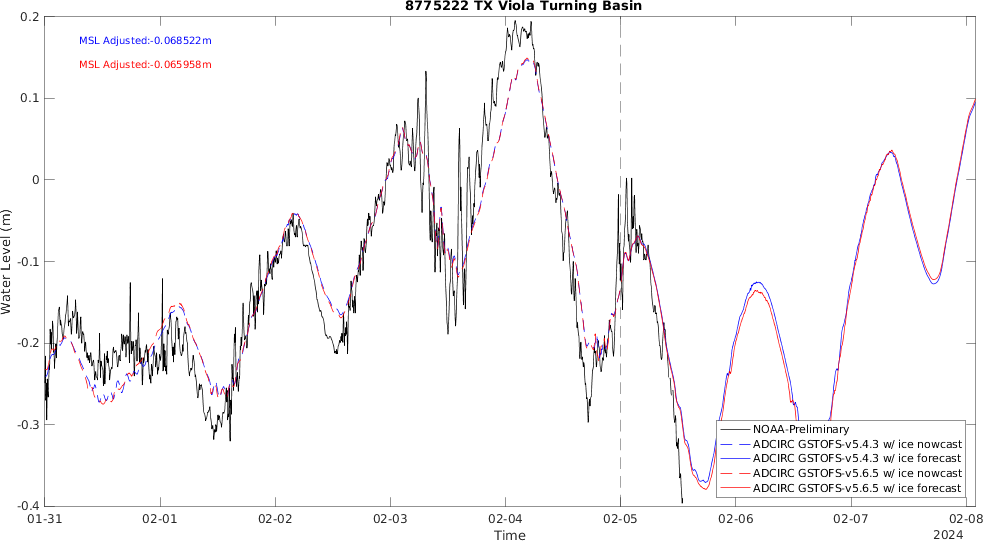 8775222 TX Viola Turning Basin
MSL Adjusted:-0.068522m
MSL Adjusted:-0.065958m
Water Level (m)
0.2
0.1
0
-0.1
-0.2
-0.3
-0.4
NOAA-Preliminary
ADCIRC GSTOFS-v5.4.3 w/ ice nowcast
ADCIRC GSTOFS-v5.4.3 w/ ice forecast
ADCIRC GSTOFS-v5.6.5 w/ ice nowcast
ADCIRC GSTOFS-v5.6.5 w/ ice forecast
01-31 02-01 02-02 02-03 02-04 02-05 02-06 02-07 02-08
Time
2024